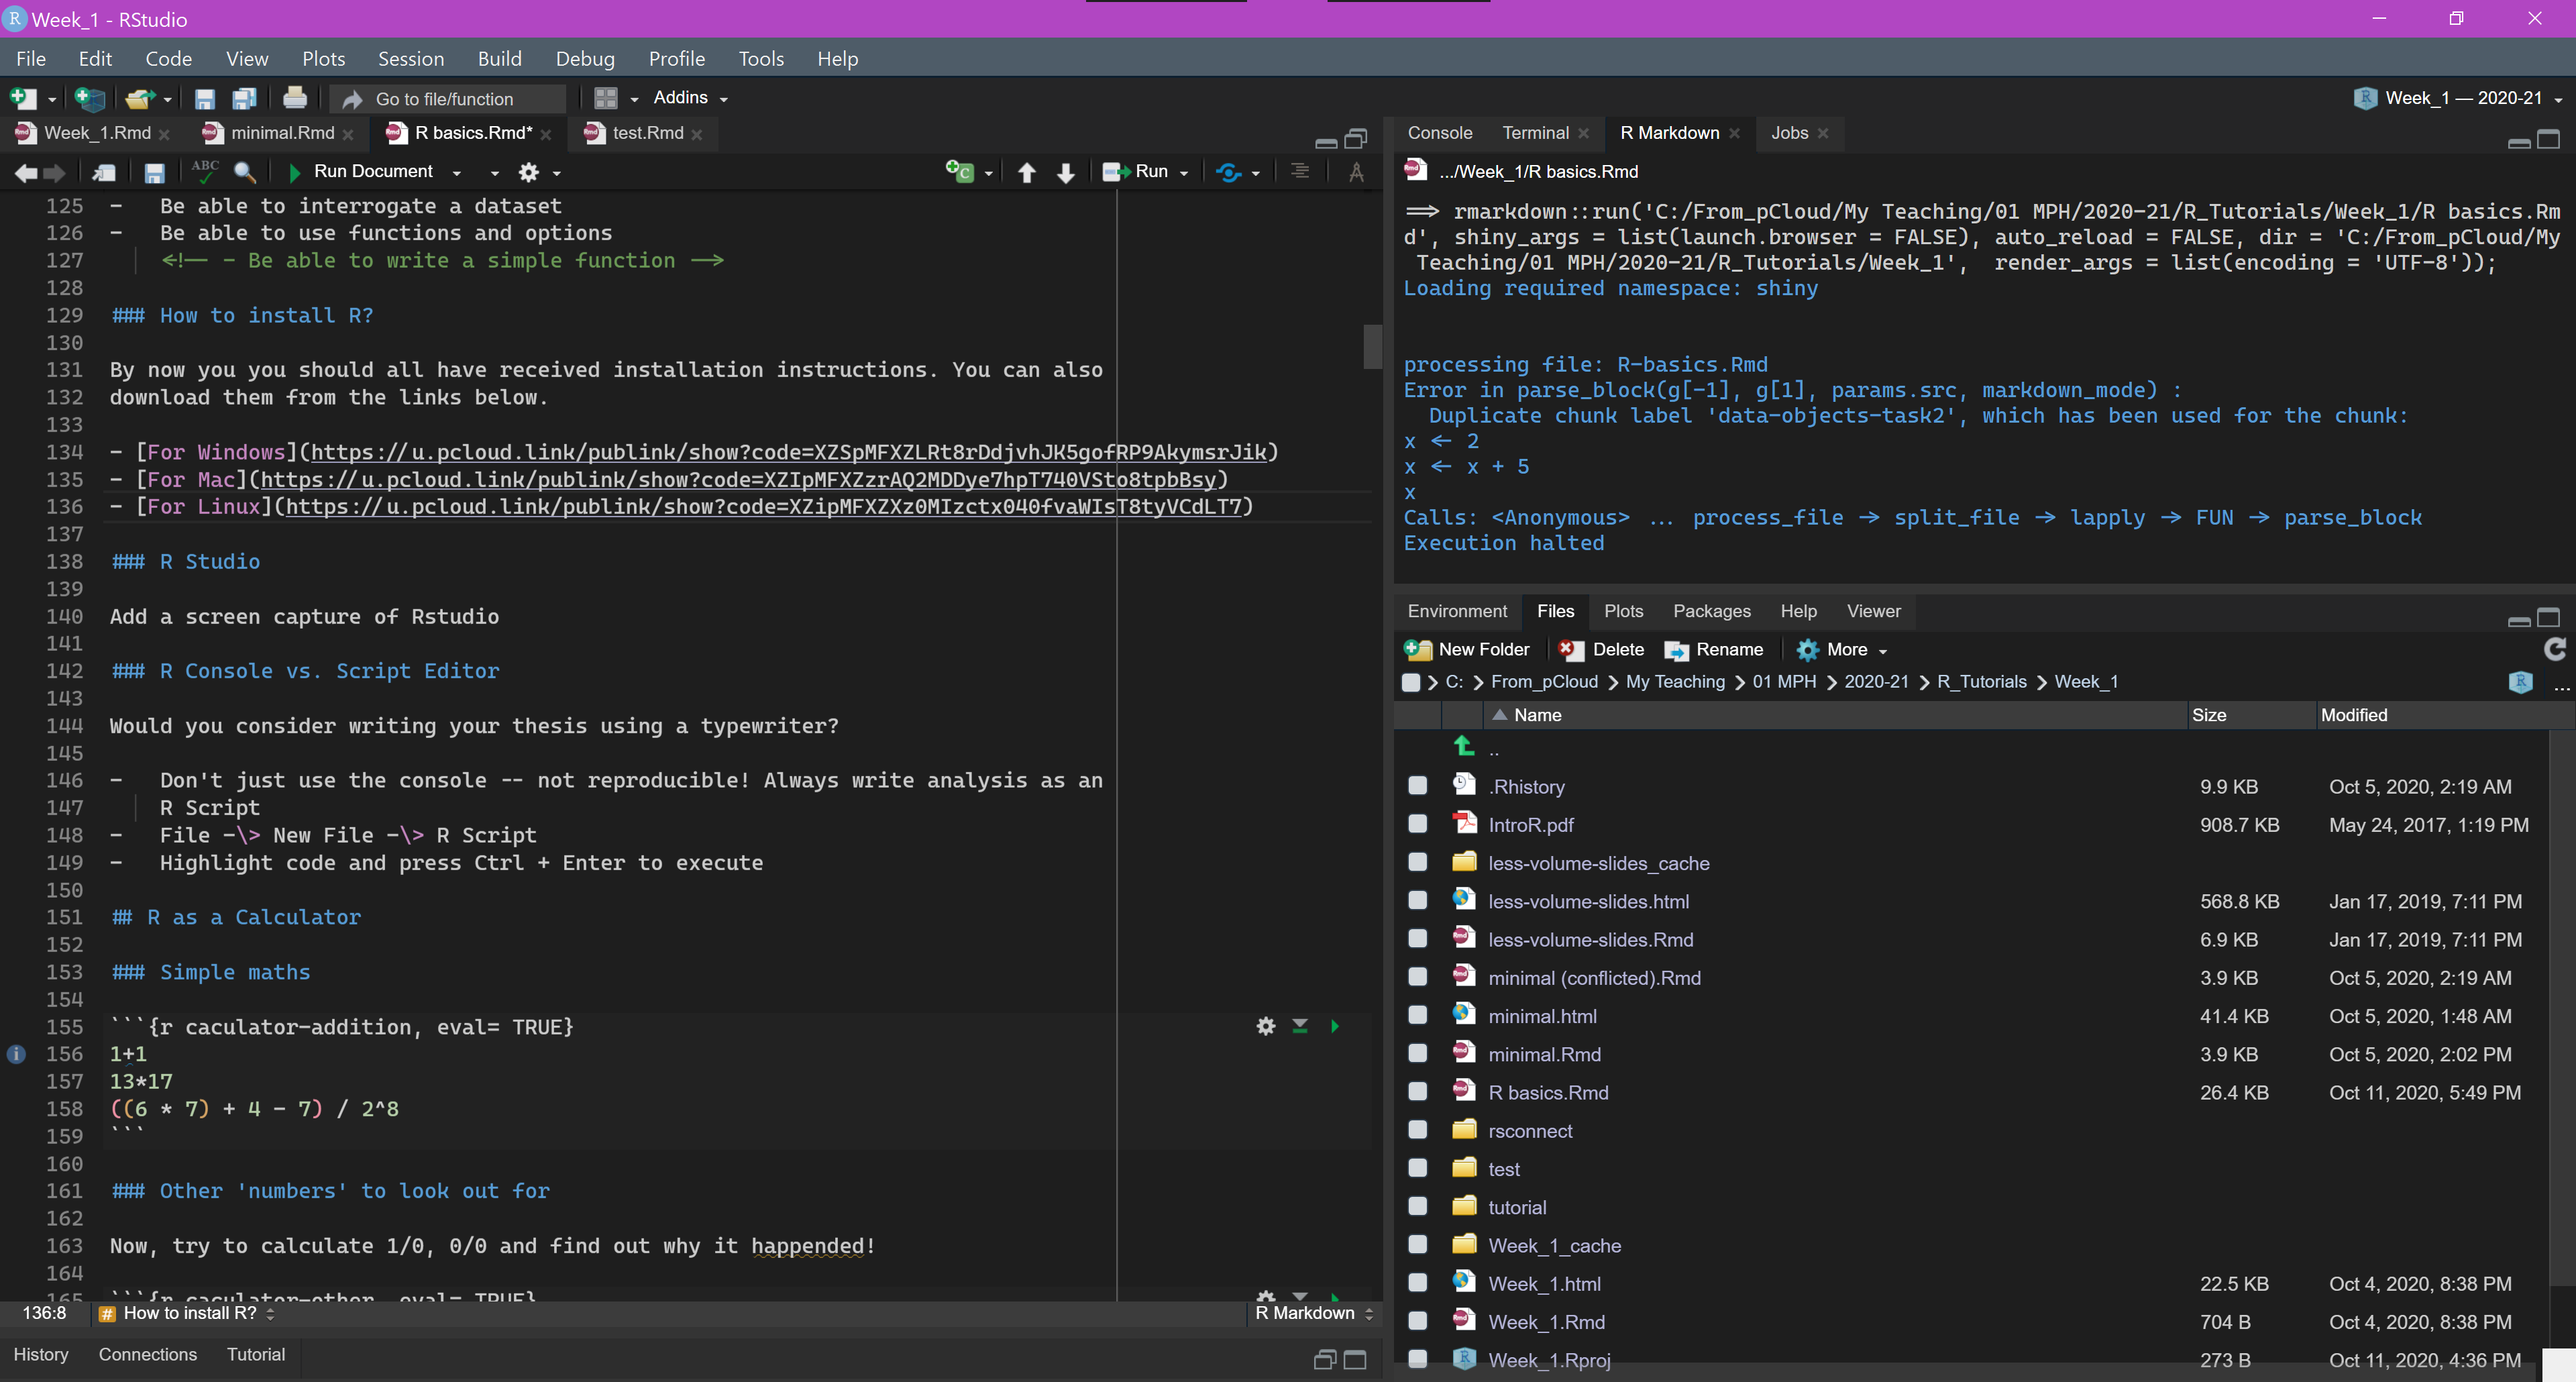 Week_1 - RStudio
File Edit Code View Plots Session Build Debug Profile Tools Help
Go to file/function Addins Week_1 — 2020-21
Week_1.Rmd minimal.Rmd R basics.Rmd* test.Rmd
ABC Run Document Run
125 - Be able to interrogate a dataset
126 - Be able to use functions and options
127 <!-- - Be able to write a simple function -->
128
129 ### How to install R?
130
131 By now you you should all have received installation instructions. You can also
132 download them from the links below.
133
134 - [For Windows](https://u.pcloud.link/publink/show?code=XZSpMFXZLRt8rDdjvhJK5gofRP9AkymsrJik)
135 - [For Mac](https://u.pcloud.link/publink/show?code=XZIpMFXZzrAQ2MDDye7hpT740VSto8tpbBsy)
136 - [For Linux](https://u.pcloud.link/publink/show?code=XZipMFXZXz0MIzctx040fvaWIsT8tyVCdLT7)
137
138 ### R Studio
139
140 Add a screen capture of Rstudio
141
142 ### R Console vs. Script Editor
143
144 Would you consider writing your thesis using a typewriter?
145
146 - Don't just use the console -- not reproducible! Always write analysis as an
147 R Script
148 - File -\> New File -\> R Script
149 - Highlight code and press Ctrl + Enter to execute
150
151 ## R as a Calculator
152
153 ### Simple maths
154
155 ```{r caculator-addition, eval= TRUE}
156 1+1
157 13*17
158 ((6 * 7) + 4 - 7) / 2^8
159 ```
160
161 ### Other 'numbers' to look out for
162
163 Now, try to calculate 1/0, 0/0 and find out why it happended!
164
165 ```{r caculator-other, eval= TRUE}
136:8 # How to install R? R Markdown
History Connections Tutorial
Console Terminal R Markdown Jobs
.../Week_1/R basics.Rmd
==> rmarkdown::run('C:/From_pCloud/My Teaching/01 MPH/2020-21/R_Tutorials/Week_1/R basics.Rm
d', shiny_args = list(launch.browser = FALSE), auto_reload = FALSE, dir = 'C:/From_pCloud/My
Teaching/01 MPH/2020-21/R_Tutorials/Week_1', render_args = list(encoding = 'UTF-8'));
Loading required namespace: shiny
processing file: R-basics.Rmd
Error in parse_block(g[-1], g[1], params.src, markdown_mode) :
Duplicate chunk label 'data-objects-task2', which has been used for the chunk:
x <- 2
x <- x + 5
x
Calls: <Anonymous> ... process_file -> split_file -> lapply -> FUN -> parse_block
Execution halted
Environment Files Plots Packages Help Viewer
New Folder Delete Rename More
C: > From_pCloud > My Teaching > 01 MPH > 2020-21 > R_Tutorials > Week_1 ...
Name Size Modified
..
.Rhistory 9.9 KB Oct 5, 2020, 2:19 AM
IntroR.pdf 908.7 KB May 24, 2017, 1:19 PM
less-volume-slides_cache
less-volume-slides.html 568.8 KB Jan 17, 2019, 7:11 PM
less-volume-slides.Rmd 6.9 KB Jan 17, 2019, 7:11 PM
minimal (conflicted).Rmd 3.9 KB Oct 5, 2020, 2:19 AM
minimal.html 41.4 KB Oct 5, 2020, 1:48 AM
minimal.Rmd 3.9 KB Oct 5, 2020, 2:02 PM
R basics.Rmd 26.4 KB Oct 11, 2020, 5:49 PM
rsconnect
test
tutorial
Week_1_cache
Week_1.html 22.5 KB Oct 4, 2020, 8:38 PM
Week_1.Rmd 704 B Oct 4, 2020, 8:38 PM
Week_1.Rproj 273 B Oct 11, 2020, 4:36 PM